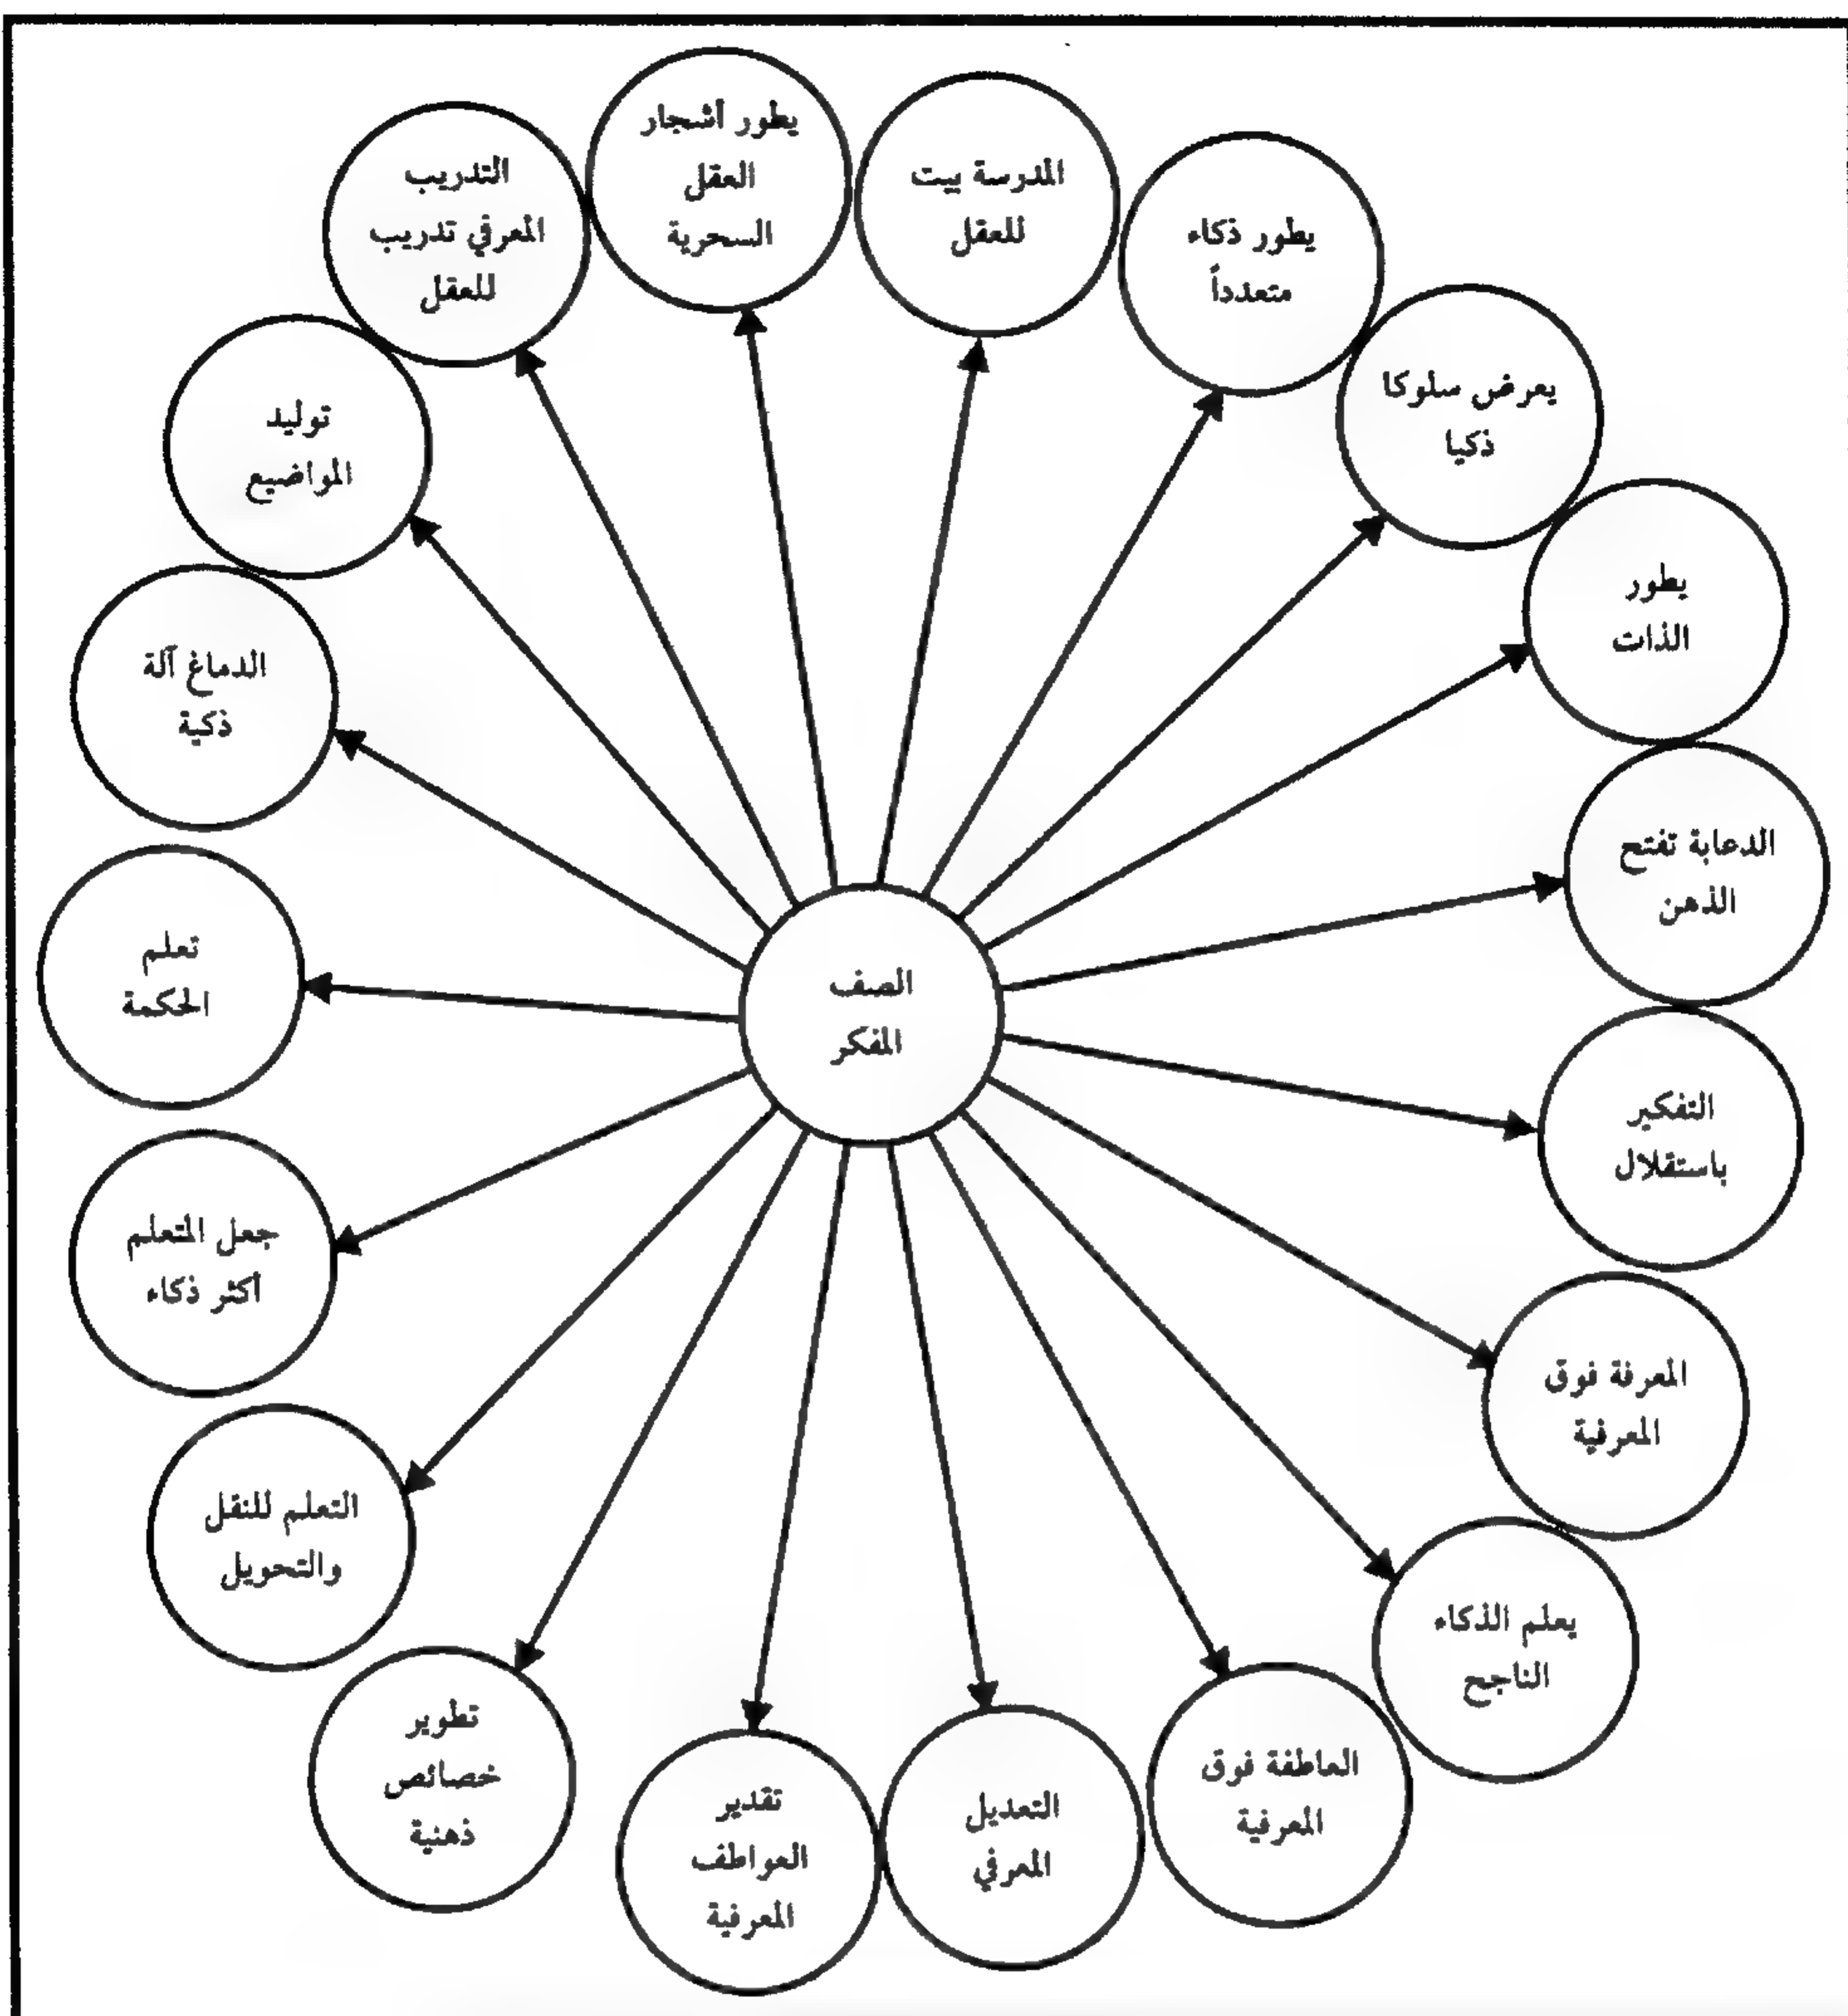 يطور أشجار
العقل
السحرية
المدرسة بيت
للعقل
يطور ذكاء
متعدداً
يعرض سلوكا
ذكيا
يطور
الذات
الدعابة تفتح
الذهن
التفكير
باستقلال
المعرفة فوق
المعرفية
يعلم الذكاء
الناجح
العاطفة فوق
المعرفية
التعديل
المعرفي
تقدير
العواطف
المعرفية
تطوير
خصائص
ذهنية
التعلم للنقل
والتحويل
جعل المتعلم
أكثر ذكاء
تعلم
الحكمة
الدماغ آلة
ذكية
توليد
المواضيع
التدريب
المعرفي تدريب
للعقل
الصف
المفكر